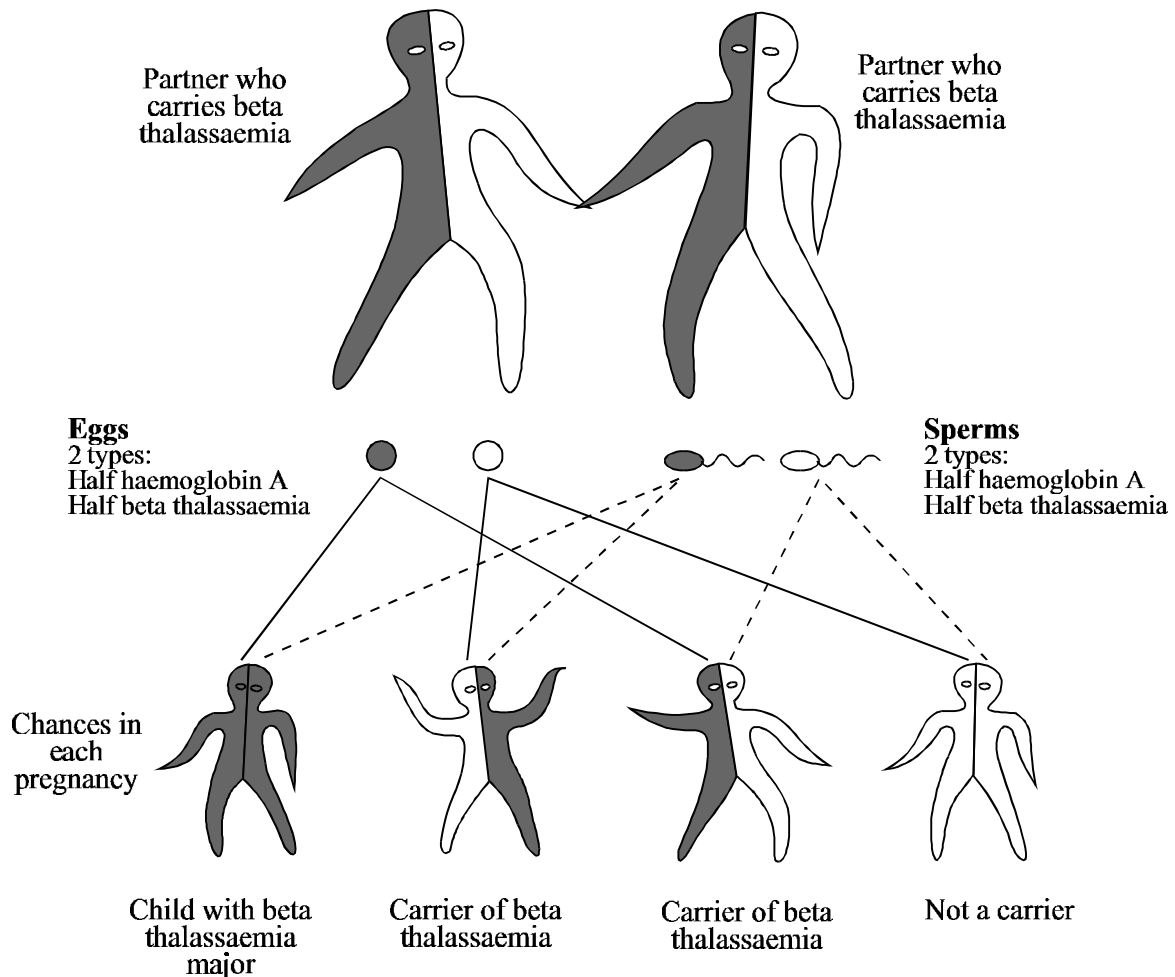 Partner who
carries beta
thalassaemia
Partner who
carries beta
thalassaemia
Eggs
2 types:
Half haemoglobin A
Half beta thalassaemia
Sperms
2 types:
Half haemoglobin A
Half beta thalassaemia
Chances in
each
pregnancy
Child with beta
thalassaemia
major
Carrier of beta
thalassaemia
Carrier of beta
thalassaemia
Not a carrier